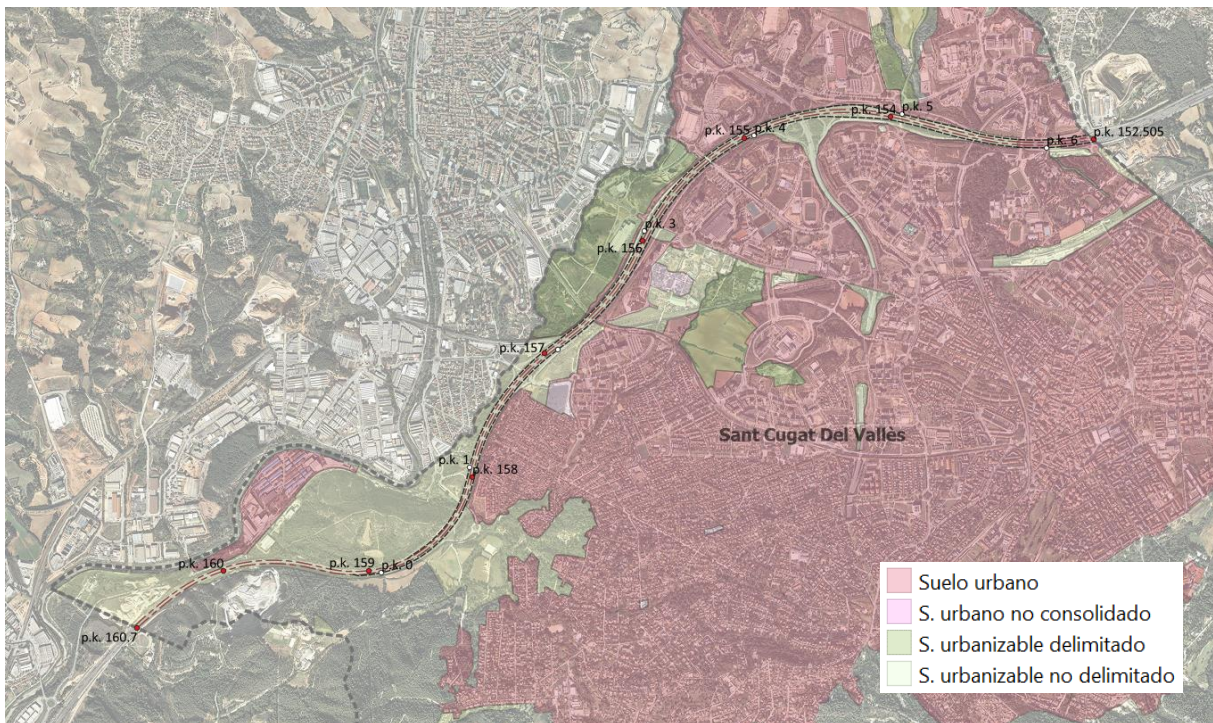 p.k. 154
p.k. 5
p.k. 155
p.k. 4
p.k. 152.505
p.k. 6
p.k. 3
p.k. 156
p.k. 157
Sant Cugat Del Vallès
p.k. 1
p.k. 158
p.k. 160
p.k. 159
p.k. 0
p.k. 160.7
Suelo urbano
S. urbano no consolidado
S. urbanizable delimitado
S. urbanizable no delimitado